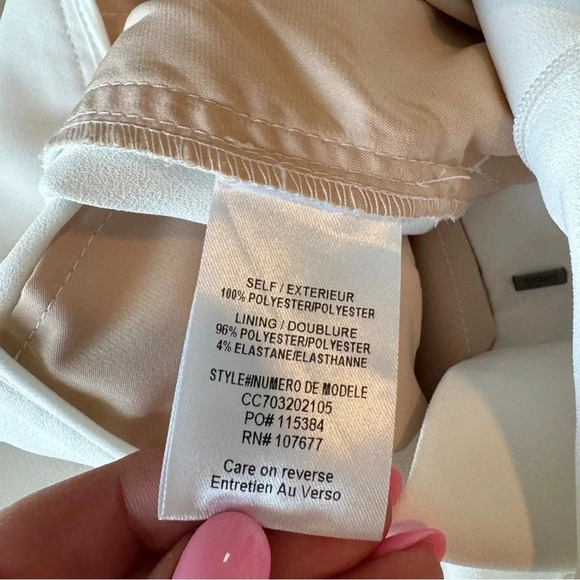 SELF / EXTERIEUR
100% POLYESTER/POLYESTER
LINING / DOUBLURE
96% POLYESTER/POLYESTER
4% ELASTANE/ELASTHANNE
STYLE#/NUMERO DE MODELE
CC703202105
PO# 115384
RN# 107677
Care on reverse
Entretien Au Verso